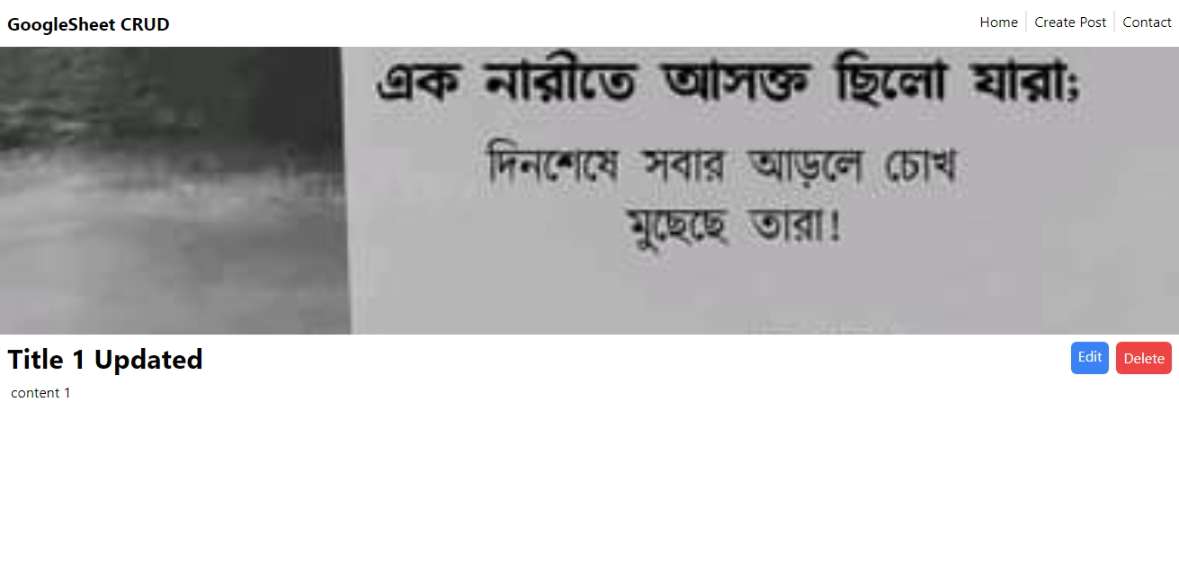 GoogleSheet CRUD
Home
Create Post
Contact
এক নারীতে আসক্ত ছিলো যারা;
দিনশেষে সবার আড়লে চোখ
মুছেছে তারা!
Title 1 Updated
Edit
Delete
content 1